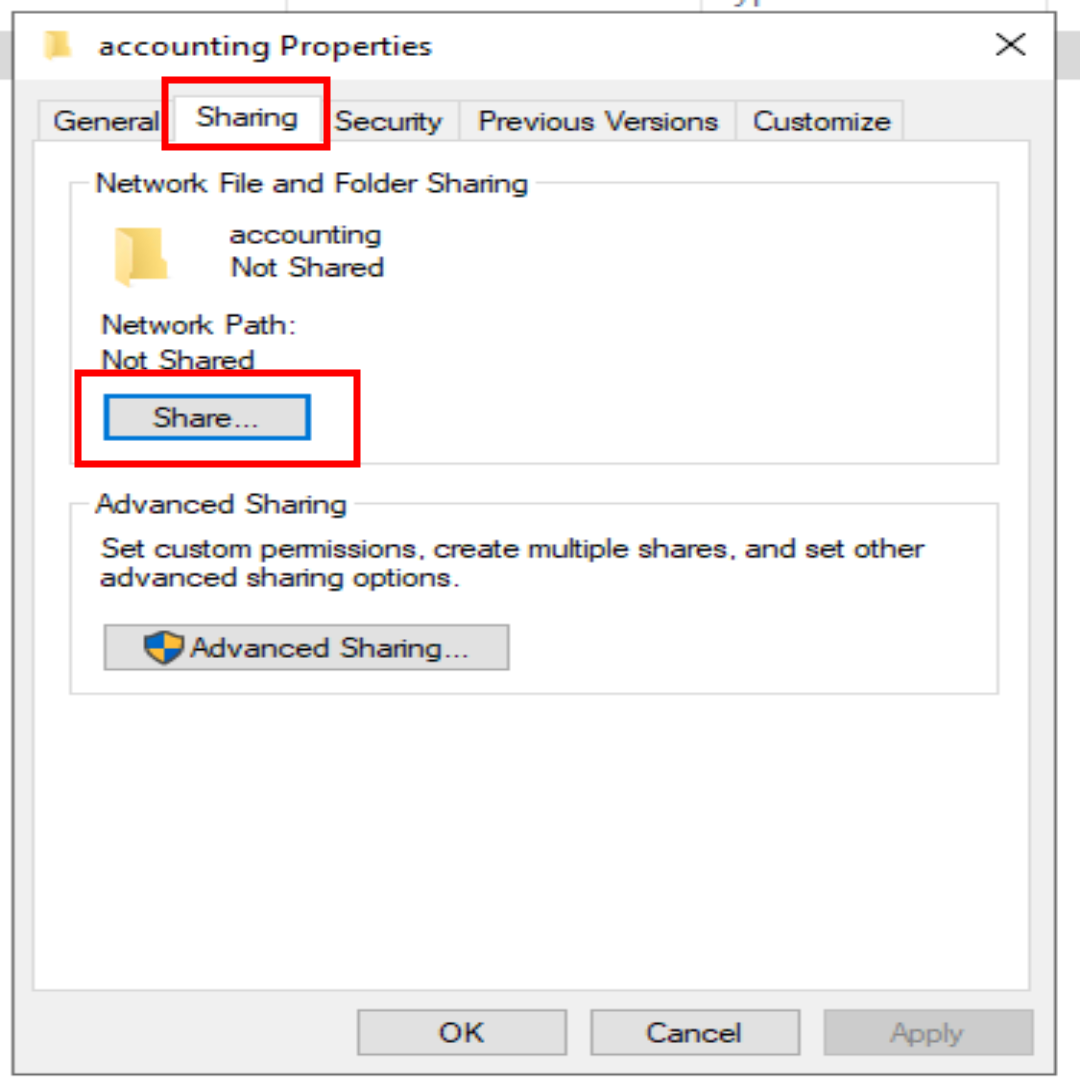 accounting Properties
General Sharing Security Previous Versions Customize
Network File and Folder Sharing
accounting
Not Shared
Network Path:
Not Shared
Share...
Advanced Sharing
Set custom permissions, create multiple shares, and set other
advanced sharing options.
Advanced Sharing...
OK Cancel Apply